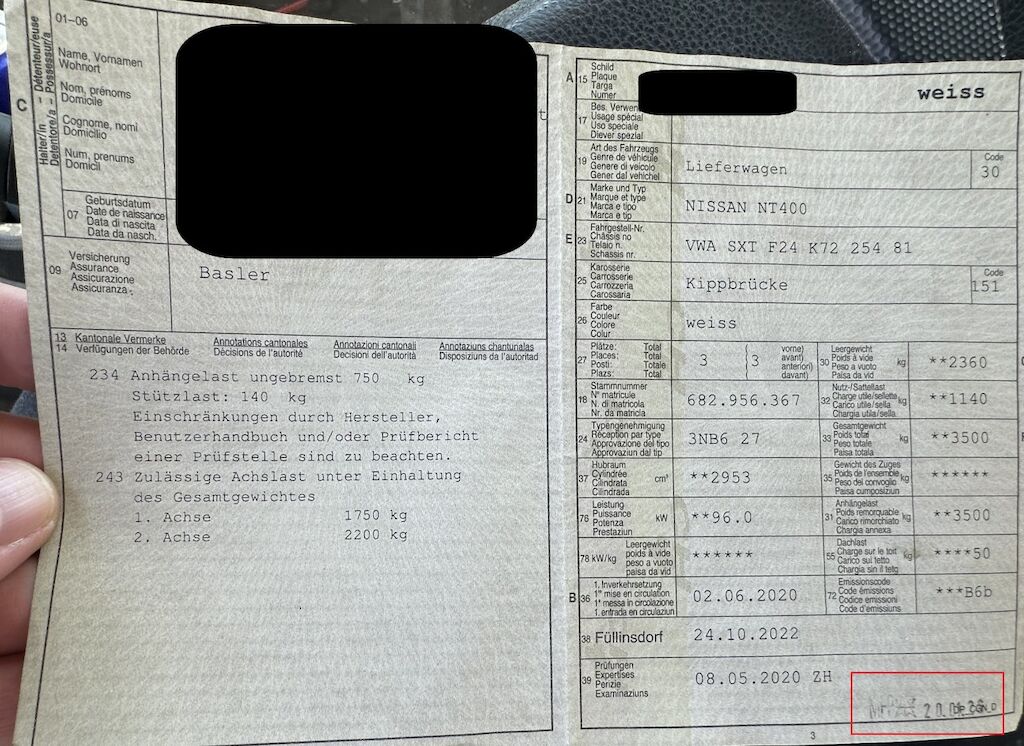 01-06
Halter/in - Détenteur/euse
Detentore/a - Possessur/a
C
Name, Vornamen
Wohnort
Nom, prénoms
Domicile
Cognome, nomi
Domicilio
Num, prenums
Domicil
07
Geburtsdatum
Date de naissance
Data di nascita
Data da nasch.
09
Versicherung
Assurance
Assicurazione
Assicuranza
Basler
13 Kantonale Vermerke Annotations cantonales Annotazioni cantonali Annotaziuns chantunalas
14 Verfügungen der Behörde Décisions de l'autorité Decisioni dell'autorità Disposiziuns da l'autoritad
234 Anhängelast ungebremst 750 kg
Stützlast: 140 kg
Einschränkungen durch Hersteller,
Benutzerhandbuch und/oder Prüfbericht
einer Prüfstelle sind zu beachten.
243 Zulässige Achslast unter Einhaltung
des Gesamtgewichtes
1. Achse 1750 kg
2. Achse 2200 kg
A 15
Schild
Plaque
Targa
Numer
weiss
17
Usage spécial
Uso speciale
Diever spezial
19
Art des Fahrzeugs
Genre de véhicule
Genere di veicolo
Gener dal vehichel
Lieferwagen
Code
30
D 21
Marke und Typ
Marque et type
Marca e tipo
Marca e tip
NISSAN NT400
E 23
Fahrgestell-Nr.
Châssis no
Telaio n.
Schassis nr.
VWA SXT F24 K72 254 81
25
Karosserie
Carrosserie
Carrozzeria
Carossaria
Kippbrücke
Code
151
26
Farbe
Couleur
Colore
Colur
weiss
27
Plätze: Total
Places: Total
Posti: Totale
Plazs: Total
3 (3
vorne)
avant)
anteriori)
davant)
30
Leergewicht
Poids à vide
Peso a vuoto
Paisa da vid
kg
**2360
18
Stammnummer
N° matricule
N. di matricola
Nr. da matricla
682.956.367
32
Nutz-/Sattellast
Charge utile/sellette
Carico utile/sella
Chargia utila/sella
kg
**1140
24
Typengenehmigung
Réception par type
Approvazione del tipo
Approvaziun dal tip
3NB6 27
33
Gesamtgewicht
Poids total
Peso totale
Paisa totala
kg
**3500
37
Hubraum
Cylindrée
Cilindrata
Cilindrada
cm³
**2953
35
Gewicht des Zuges
Poids de l'ensemble
Peso del convoglio
Paisa cumposiziun
kg
******
76
Leistung
Puissance
Potenza
Prestaziun
kW
**96.0
31
Anhängelast
Poids remorquable
Carico rimorchiato
Chargia annexa
kg
**3500
78 kW/kg
Leergewicht
poids à vide
peso a vuoto
paisa da vid
******
55
Dachlast
Charge sur le toit
Carico sul tetto
Chargia sin il tetg
kg
****50
B 36
1. Inverkehrsetzung
1re mise en circulation
1a messa in circolazione
1. entrada en circulaziun
02.06.2020
72
Emissionscode
Code émissions
Codice emissioni
Code d'emissiuns
***B6b
38 Füllinsdorf 24.10.2022
39
Prüfungen
Expertises
Perizie
Examinaziuns
08.05.2020 ZH
3